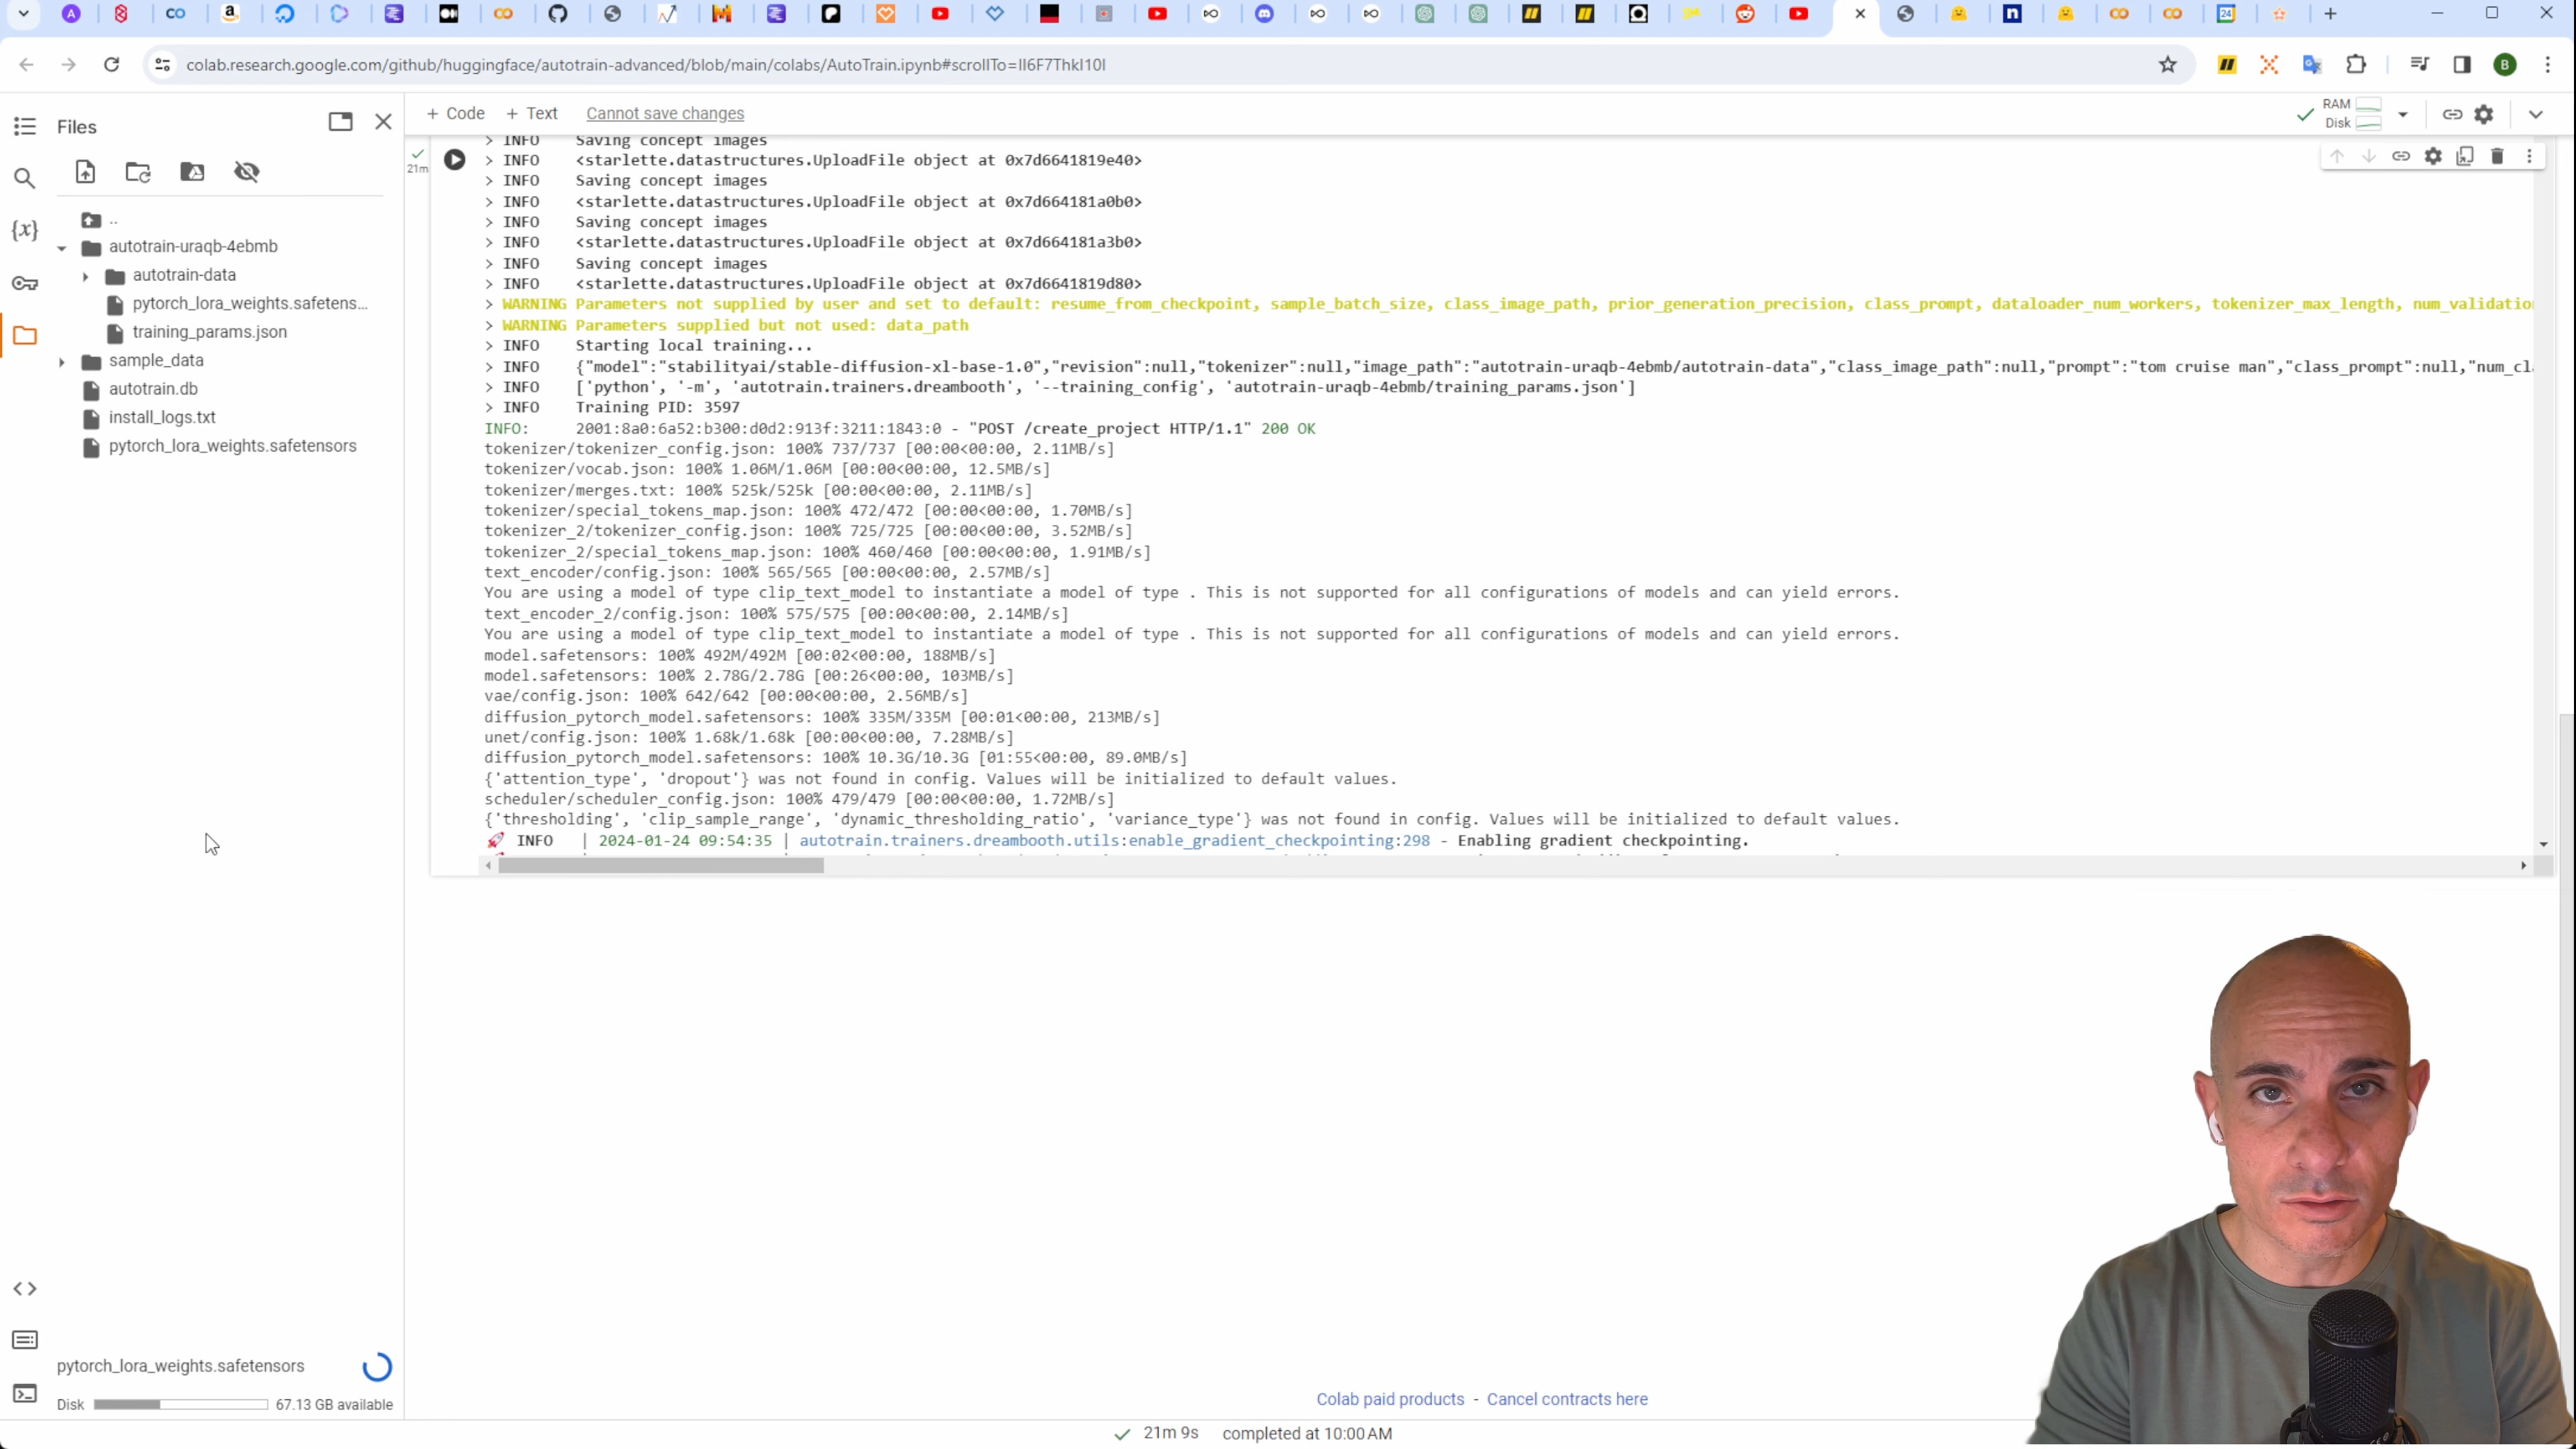 colab.research.google.com/github/huggingface/autotrain-advanced/blob/main/colabs/AutoTrain.ipynb#scrollTo=II6F7ThkI10I
Files
+ Code + Text Cannot save changes
RAM
Disk
..
autotrain-uraqb-4ebmb
autotrain-data
pytorch_lora_weights.safetens...
training_params.json
sample_data
autotrain.db
install_logs.txt
pytorch_lora_weights.safetensors
21m
> INFO Saving concept images
> INFO <starlette.datastructures.UploadFile object at 0x7d6641819e40>
> INFO Saving concept images
> INFO <starlette.datastructures.UploadFile object at 0x7d664181a0b0>
> INFO Saving concept images
> INFO <starlette.datastructures.UploadFile object at 0x7d664181a3b0>
> INFO Saving concept images
> INFO <starlette.datastructures.UploadFile object at 0x7d6641819d80>
> WARNING Parameters not supplied by user and set to default: resume_from_checkpoint, sample_batch_size, class_image_path, prior_generation_precision, class_prompt, dataloader_num_workers, tokenizer_max_length, num_validatio
> WARNING Parameters supplied but not used: data_path
> INFO Starting local training...
> INFO {"model":"stabilityai/stable-diffusion-xl-base-1.0","revision":null,"tokenizer":null,"image_path":"autotrain-uraqb-4ebmb/autotrain-data","class_image_path":null,"prompt":"tom cruise man","class_prompt":null,"num_cl
> INFO ['python', '-m', 'autotrain.trainers.dreambooth', '--training_config', 'autotrain-uraqb-4ebmb/training_params.json']
> INFO Training PID: 3597
INFO: 2001:8a0:6a52:b300:d0d2:913f:3211:1843:0 - "POST /create_project HTTP/1.1" 200 OK
tokenizer/tokenizer_config.json: 100% 737/737 [00:00<00:00, 2.11MB/s]
tokenizer/vocab.json: 100% 1.06M/1.06M [00:00<00:00, 12.5MB/s]
tokenizer/merges.txt: 100% 525k/525k [00:00<00:00, 2.11MB/s]
tokenizer/special_tokens_map.json: 100% 472/472 [00:00<00:00, 1.70MB/s]
tokenizer_2/tokenizer_config.json: 100% 725/725 [00:00<00:00, 3.52MB/s]
tokenizer_2/special_tokens_map.json: 100% 460/460 [00:00<00:00, 1.91MB/s]
text_encoder/config.json: 100% 565/565 [00:00<00:00, 2.57MB/s]
You are using a model of type clip_text_model to instantiate a model of type . This is not supported for all configurations of models and can yield errors.
text_encoder_2/config.json: 100% 575/575 [00:00<00:00, 2.14MB/s]
You are using a model of type clip_text_model to instantiate a model of type . This is not supported for all configurations of models and can yield errors.
model.safetensors: 100% 492M/492M [00:02<00:00, 188MB/s]
model.safetensors: 100% 2.78G/2.78G [00:26<00:00, 103MB/s]
vae/config.json: 100% 642/642 [00:00<00:00, 2.56MB/s]
diffusion_pytorch_model.safetensors: 100% 335M/335M [00:01<00:00, 213MB/s]
unet/config.json: 100% 1.68k/1.68k [00:00<00:00, 7.28MB/s]
diffusion_pytorch_model.safetensors: 100% 10.3G/10.3G [01:55<00:00, 89.0MB/s]
{'attention_type', 'dropout'} was not found in config. Values will be initialized to default values.
scheduler/scheduler_config.json: 100% 479/479 [00:00<00:00, 1.72MB/s]
{'thresholding', 'clip_sample_range', 'dynamic_thresholding_ratio', 'variance_type'} was not found in config. Values will be initialized to default values.
INFO | 2024-01-24 09:54:35 | autotrain.trainers.dreambooth.utils:enable_gradient_checkpointing:298 - Enabling gradient checkpointing.
pytorch_lora_weights.safetensors
Disk 67.13 GB available
Colab paid products - Cancel contracts here
21m 9s completed at 10:00 AM